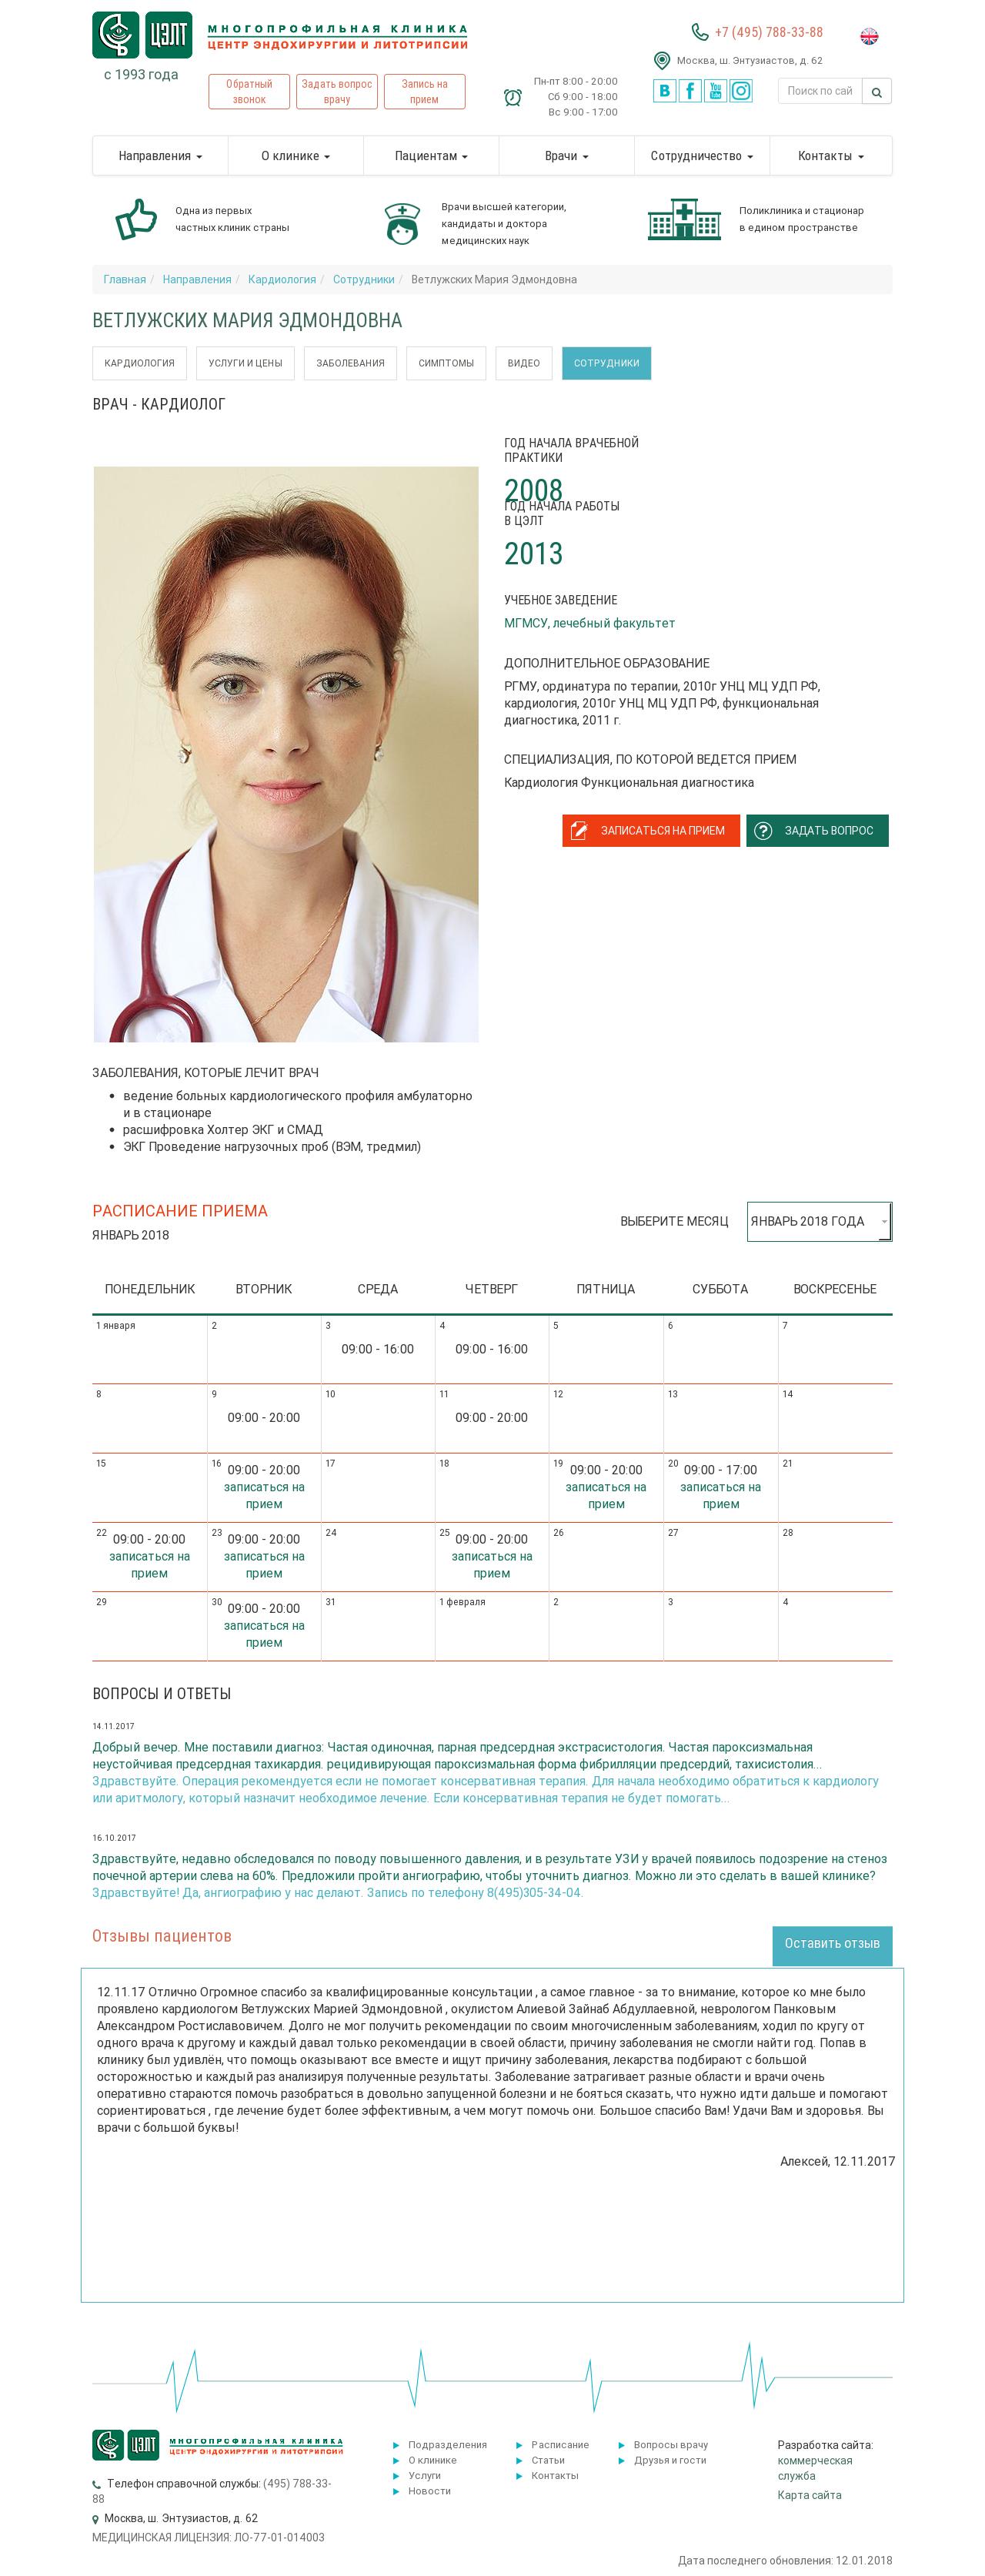 ЦЭЛТ
с 1993 года
МНОГОПРОФИЛЬНАЯ КЛИНИКА
ЦЕНТР ЭНДОХИРУРГИИ И ЛИТОТРИПСИИ
Обратный звонок
Задать вопрос врачу
Запись на прием
Пн-пт 8:00 - 20:00
Сб 9:00 - 18:00
Вс 9:00 - 17:00
+7 (495) 788-33-88
Москва, ш. Энтузиастов, д. 62
Поиск по сай
Направления
О клинике
Пациентам
Врачи
Сотрудничество
Контакты
Одна из первых
частных клиник страны
Врачи высшей категории,
кандидаты и доктора
медицинских наук
Поликлиника и стационар
в едином пространстве
Главная / Направления / Кардиология / Сотрудники / Ветлужских Мария Эдмондовна
ВЕТЛУЖСКИХ МАРИЯ ЭДМОНДОВНА
КАРДИОЛОГИЯ
УСЛУГИ И ЦЕНЫ
ЗАБОЛЕВАНИЯ
СИМПТОМЫ
ВИДЕО
СОТРУДНИКИ
ВРАЧ - КАРДИОЛОГ
ГОД НАЧАЛА ВРАЧЕБНОЙ
ПРАКТИКИ
2008
ГОД НАЧАЛА РАБОТЫ
В ЦЭЛТ
2013
УЧЕБНОЕ ЗАВЕДЕНИЕ
МГМСУ, лечебный факультет
ДОПОЛНИТЕЛЬНОЕ ОБРАЗОВАНИЕ
РГМУ, ординатура по терапии, 2010г УНЦ МЦ УДП РФ,
кардиология, 2010г УНЦ МЦ УДП РФ, функциональная
диагностика, 2011 г.
СПЕЦИАЛИЗАЦИЯ, ПО КОТОРОЙ ВЕДЕТСЯ ПРИЕМ
Кардиология Функциональная диагностика
ЗАПИСАТЬСЯ НА ПРИЕМ
ЗАДАТЬ ВОПРОС
ЗАБОЛЕВАНИЯ, КОТОРЫЕ ЛЕЧИТ ВРАЧ
• ведение больных кардиологического профиля амбулаторно
и в стационаре
• расшифровка Холтер ЭКГ и СМАД
• ЭКГ Проведение нагрузочных проб (ВЭМ, тредмил)
РАСПИСАНИЕ ПРИЕМА
ЯНВАРЬ 2018
ВЫБЕРИТЕ МЕСЯЦ
ЯНВАРЬ 2018 ГОДА
ПОНЕДЕЛЬНИК ВТОРНИК СРЕДА ЧЕТВЕРГ ПЯТНИЦА СУББОТА ВОСКРЕСЕНЬЕ
1 января 2 3 4 5 6 7
09:00 - 16:00 09:00 - 16:00
8 9 10 11 12 13 14
09:00 - 20:00 09:00 - 20:00
15 16 17 18 19 20 21
09:00 - 20:00 09:00 - 20:00 09:00 - 17:00
записаться на записаться на записаться на
прием прием прием
22 23 24 25 26 27 28
09:00 - 20:00 09:00 - 20:00 09:00 - 20:00
записаться на записаться на записаться на
прием прием прием
29 30 31 1 февраля 2 3 4
09:00 - 20:00
записаться на
прием
ВОПРОСЫ И ОТВЕТЫ
14.11.2017
Добрый вечер. Мне поставили диагноз: Частая одиночная, парная предсердная экстрасистология. Частая пароксизмальная
неустойчивая предсердная тахикардия. рецидивирующая пароксизмальная форма фибрилляции предсердий, тахисистолия...
Здравствуйте. Операция рекомендуется если не помогает консервативная терапия. Для начала необходимо обратиться к кардиологу
или аритмологу, который назначит необходимое лечение. Если консервативная терапия не будет помогать...
16.10.2017
Здравствуйте, недавно обследовался по поводу повышенного давления, и в результате УЗИ у врачей появилось подозрение на стеноз
почечной артерии слева на 60%. Предложили пройти ангиографию, чтобы уточнить диагноз. Можно ли это сделать в вашей клинике?
Здравствуйте! Да, ангиографию у нас делают. Запись по телефону 8(495)305-34-04.
Отзывы пациентов
Оставить отзыв
12.11.17 Отлично Огромное спасибо за квалифицированные консультации , а самое главное - за то внимание, которое ко мне было
проявлено кардиологом Ветлужских Марией Эдмондовной , окулистом Алиевой Зайнаб Абдуллаевной, неврологом Панковым
Александром Ростиславовичем. Долго не мог получить рекомендации по своим многочисленным заболеваниям, ходил по кругу от
одного врача к другому и каждый давал только рекомендации в своей области, причину заболевания не смогли найти год. Попав в
клинику был удивлён, что помощь оказывают все вместе и ищут причину заболевания, лекарства подбирают с большой
осторожностью и каждый раз анализируя полученные результаты. Заболевание затрагивает разные области и врачи очень
оперативно стараются помочь разобраться в довольно запущенной болезни и не бояться сказать, что нужно идти дальше и помогают
сориентироваться , где лечение будет более эффективным, а чем могут помочь они. Большое спасибо Вам! Удачи Вам и здоровья. Вы
врачи с большой буквы!
Алексей, 12.11.2017
ЦЭЛТ
МНОГОПРОФИЛЬНАЯ КЛИНИКА
ЦЕНТР ЭНДОХИРУРГИИ И ЛИТОТРИПСИИ
Телефон справочной службы: (495) 788-33-
88
Москва, ш. Энтузиастов, д. 62
МЕДИЦИНСКАЯ ЛИЦЕНЗИЯ: ЛО-77-01-014003
Подразделения
О клинике
Услуги
Новости
Расписание
Статьи
Контакты
Вопросы врачу
Друзья и гости
Разработка сайта:
коммерческая
служба
Карта сайта
Дата последнего обновления: 12.01.2018